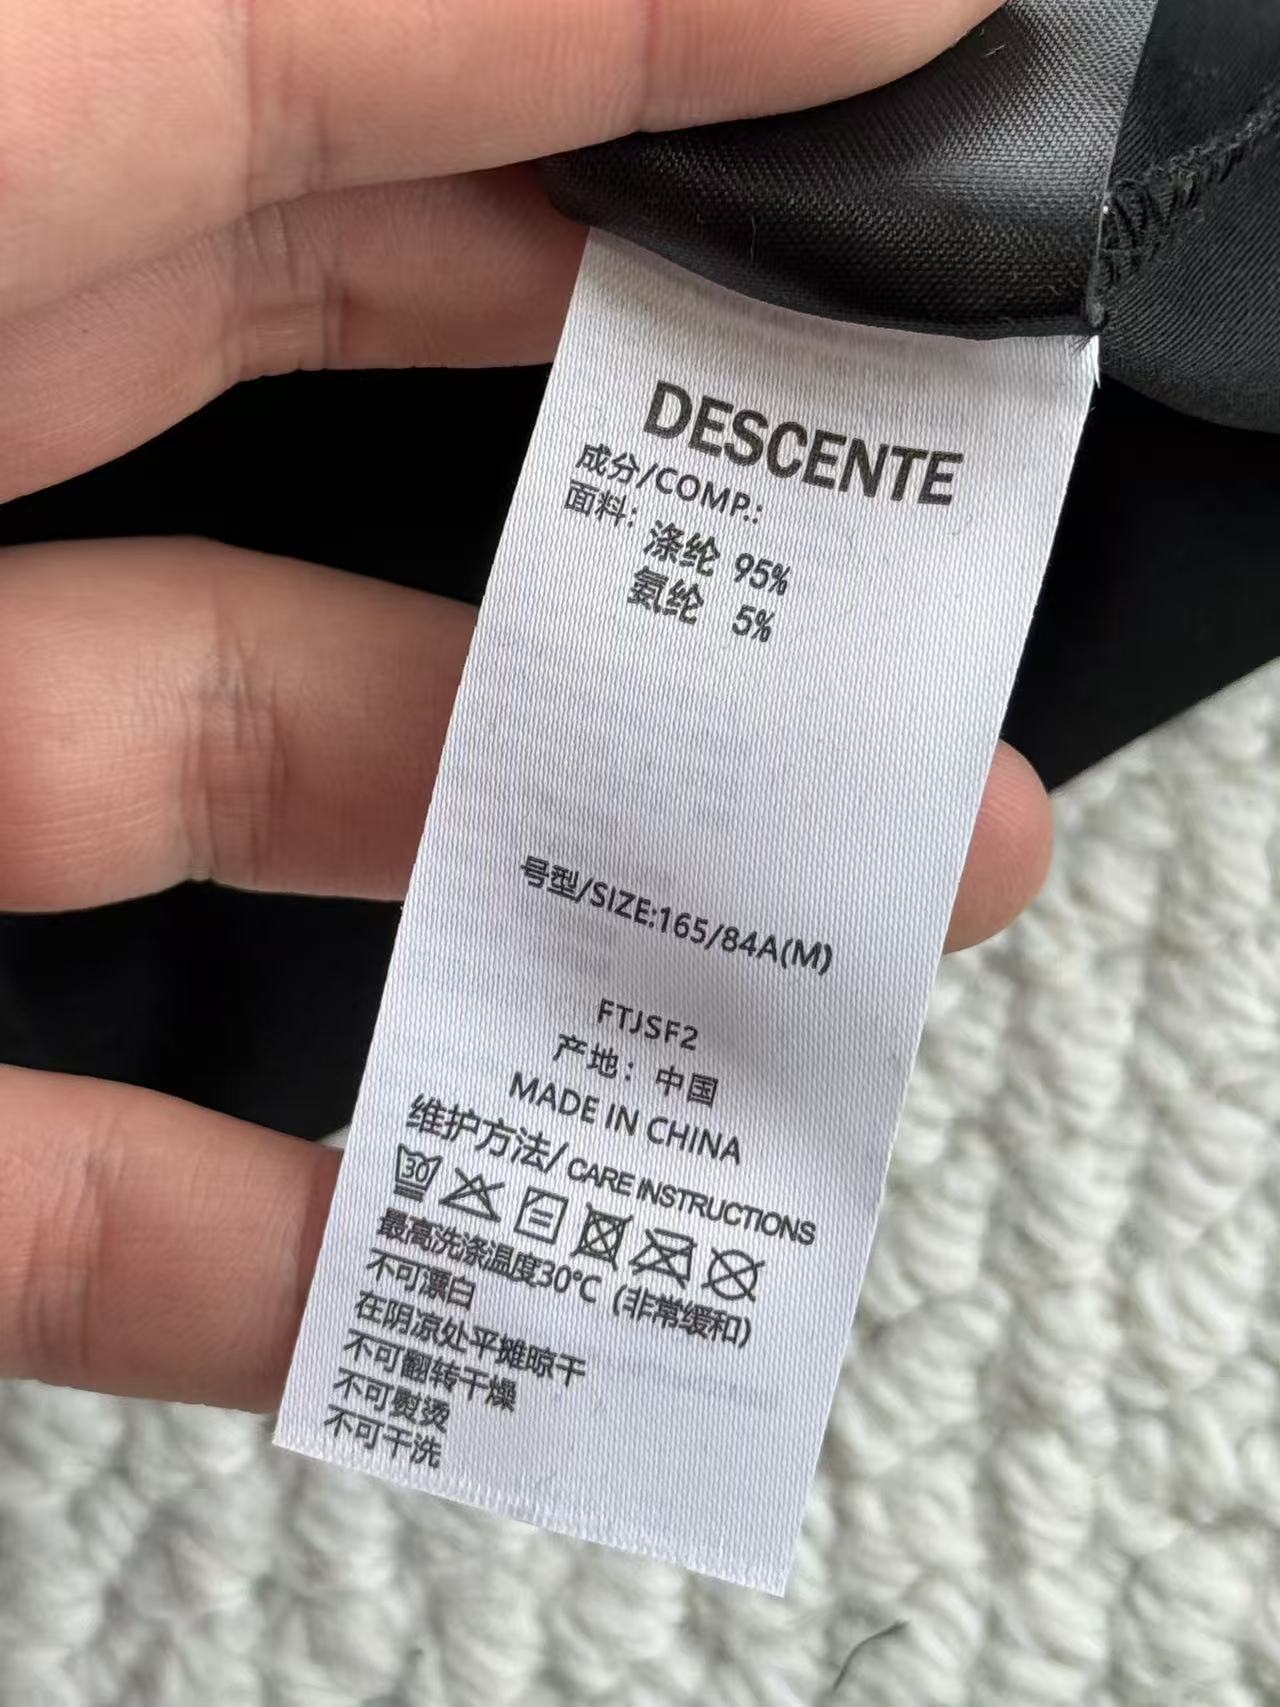 DESCENTE
成分/COMP.:
面料：涤纶 95%
氨纶 5%
号型/SIZE:165/84A(M)
FTJSF2
产地：中国
MADE IN CHINA
维护方法/ CARE INSTRUCTIONS
30
最高洗涤温度30℃ (非常缓和)
不可漂白
在阴凉处平摊晾干
不可翻转干燥
不可熨烫
不可干洗